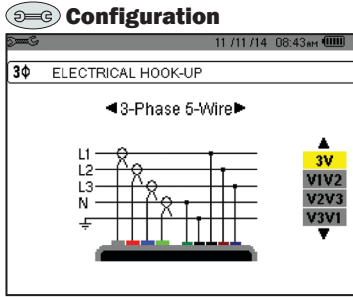 Configuration
11 /11 /14 08:43AM
3Φ ELECTRICAL HOOK-UP
◄3-Phase 5-Wire►
L1
L2
L3
N
3V
V1V2
V2V3
V3V1